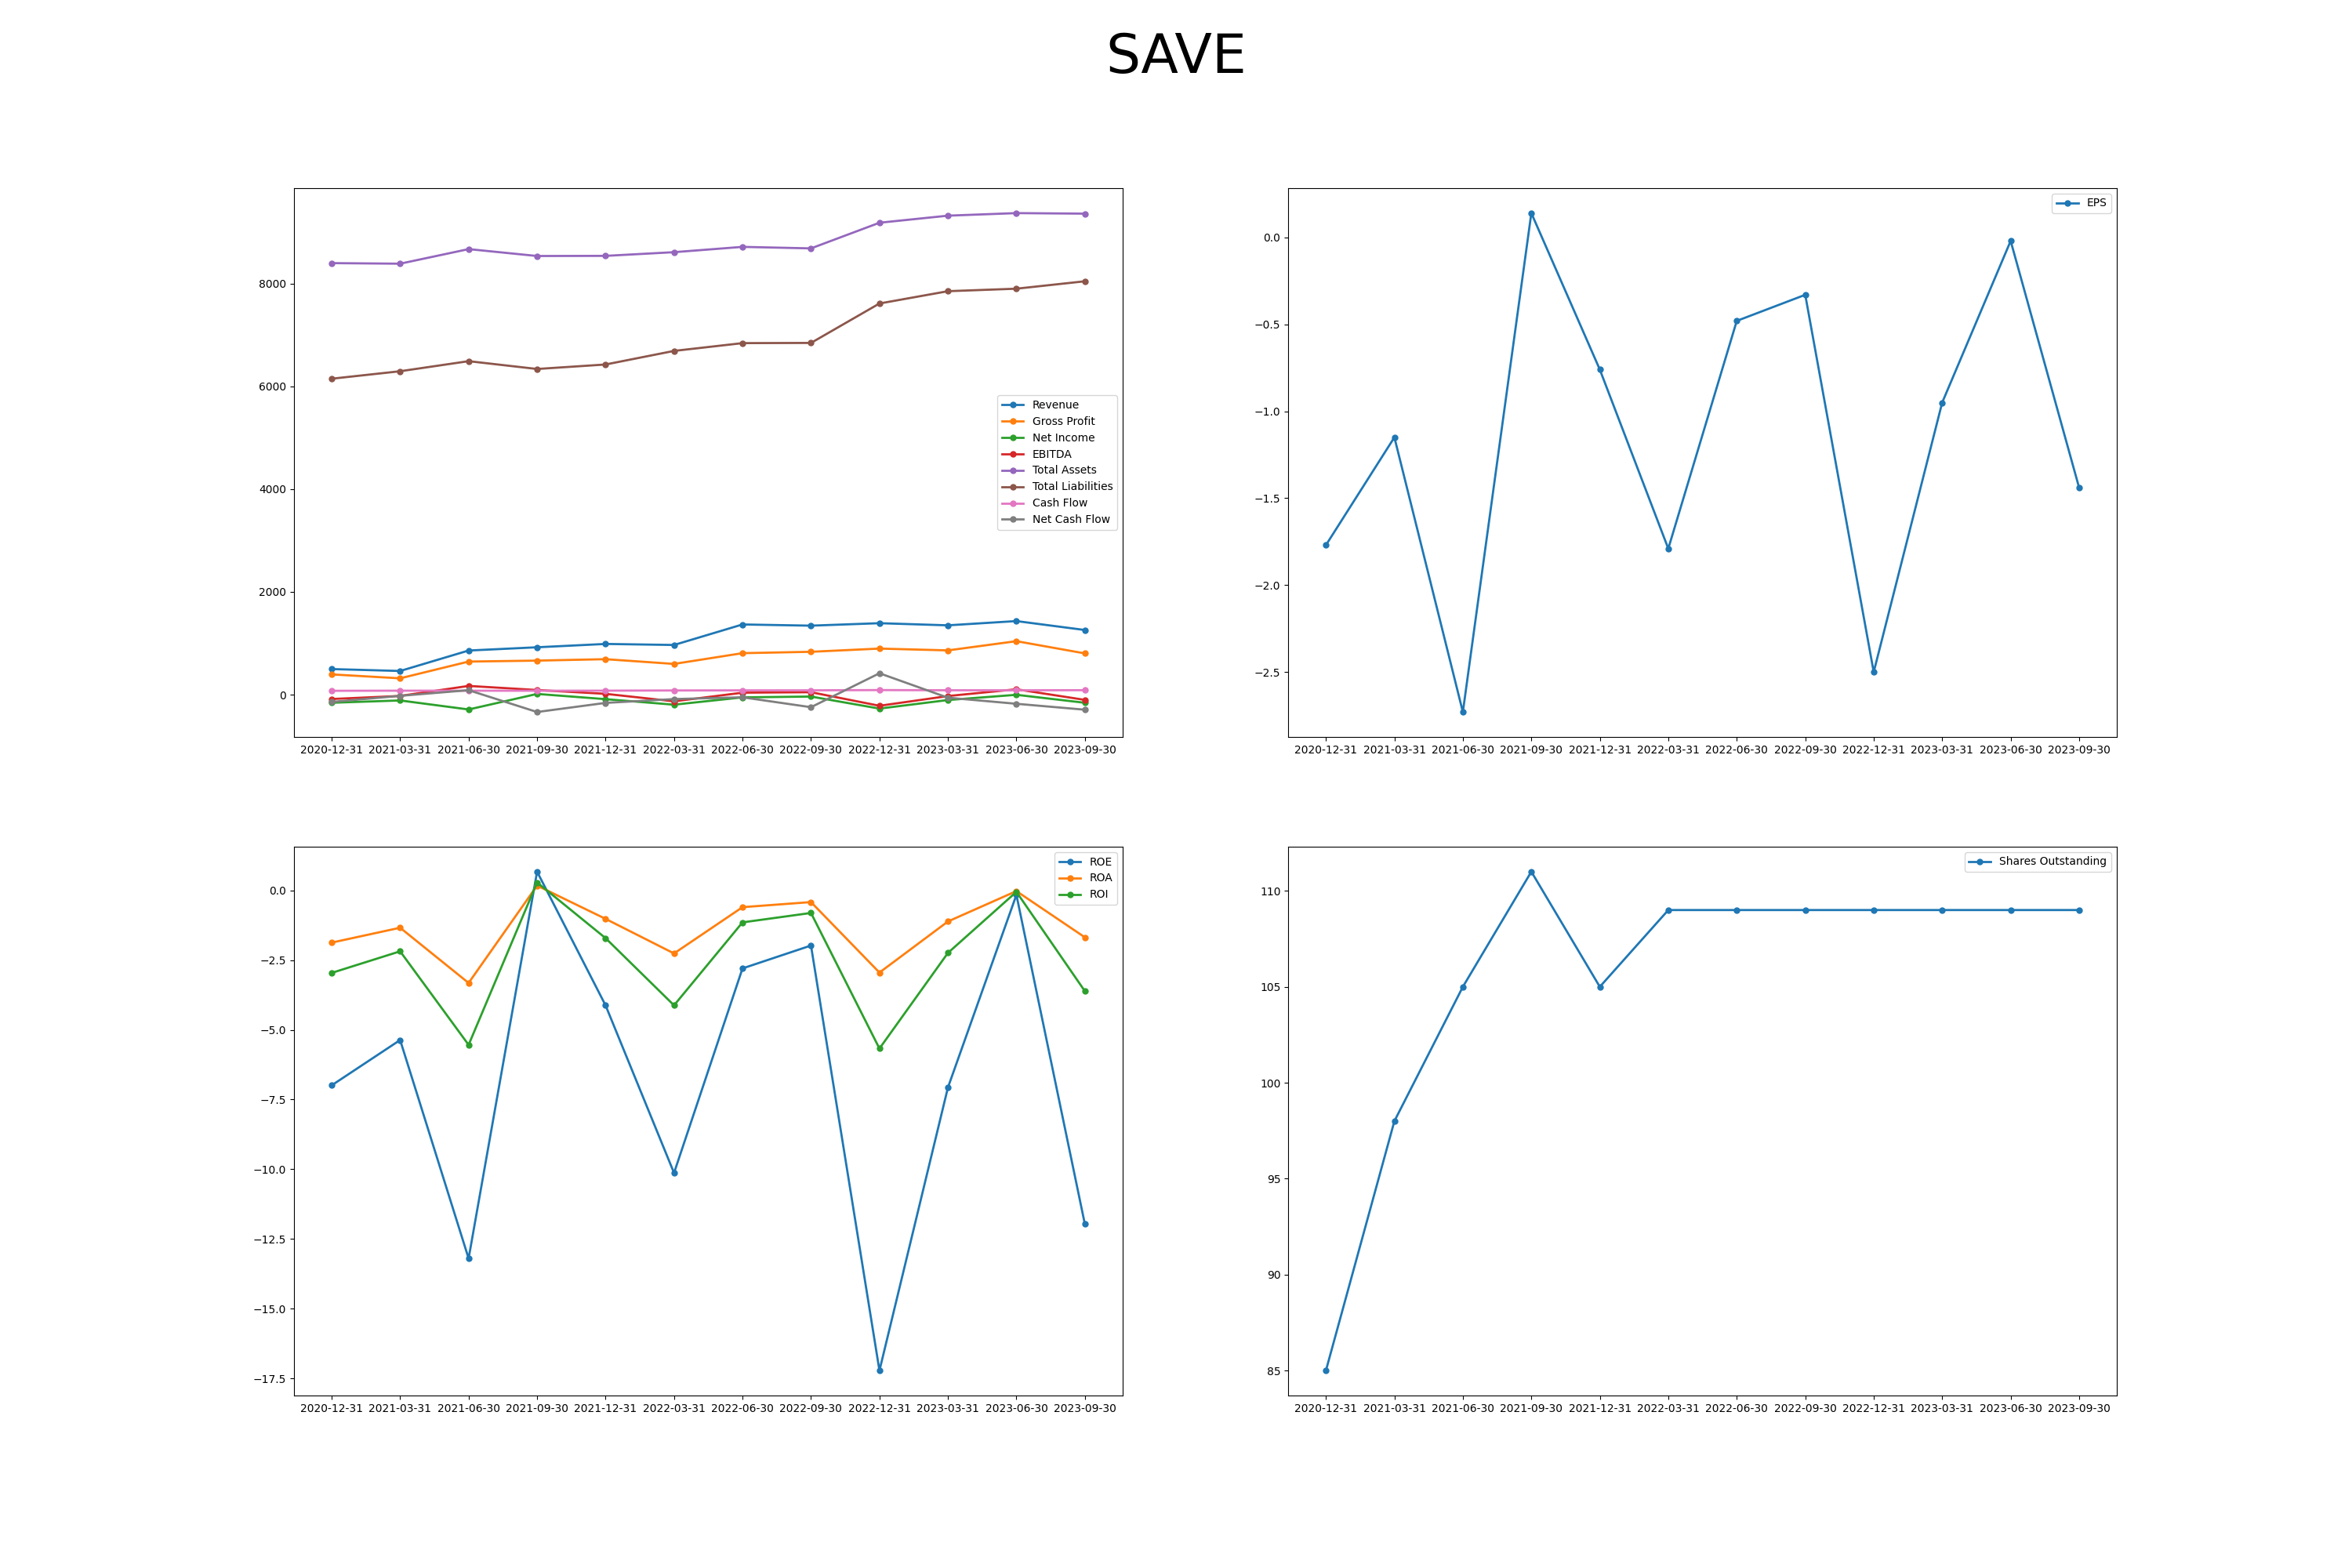 SAVE
8000
6000
4000
2000
0
Revenue
Gross Profit
Net Income
EBITDA
Total Assets
Total Liabilities
Cash Flow
Net Cash Flow
2020-12-31 2021-03-31 2021-06-30 2021-09-30 2021-12-31 2022-03-31 2022-06-30 2022-09-30 2022-12-31 2023-03-31 2023-06-30 2023-09-30
EPS
0.0
−0.5
−1.0
−1.5
−2.0
−2.5
2020-12-31 2021-03-31 2021-06-30 2021-09-30 2021-12-31 2022-03-31 2022-06-30 2022-09-30 2022-12-31 2023-03-31 2023-06-30 2023-09-30
ROE
ROA
ROI
0.0
−2.5
−5.0
−7.5
−10.0
−12.5
−15.0
−17.5
2020-12-31 2021-03-31 2021-06-30 2021-09-30 2021-12-31 2022-03-31 2022-06-30 2022-09-30 2022-12-31 2023-03-31 2023-06-30 2023-09-30
Shares Outstanding
110
105
100
95
90
85
2020-12-31 2021-03-31 2021-06-30 2021-09-30 2021-12-31 2022-03-31 2022-06-30 2022-09-30 2022-12-31 2023-03-31 2023-06-30 2023-09-30